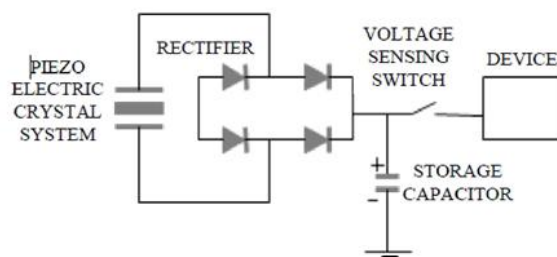 PIEZO
ELECTRIC
CRYSTAL
SYSTEM
RECTIFIER
VOLTAGE
SENSING
SWITCH
DEVICE
+
-
STORAGE
CAPACITOR